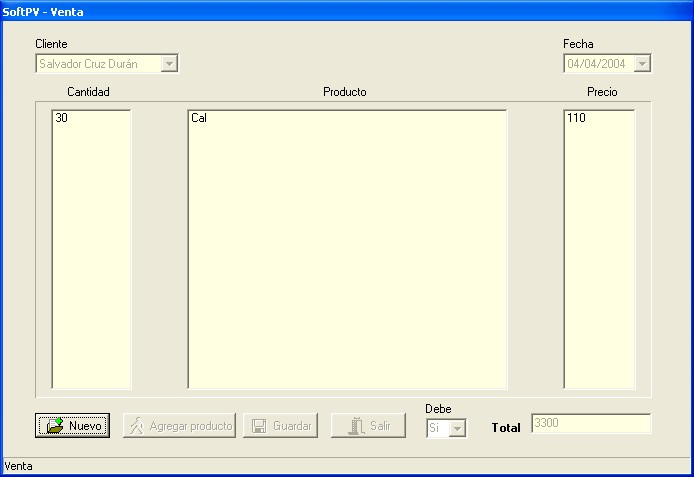 SoftPV - Venta
Cliente Fecha
Salvador Cruz Durán 04/04/2004
Cantidad Producto Precio
30 Cal 110
Debe
Nuevo Agregar producto Guardar Salir Si Total 3300
Venta